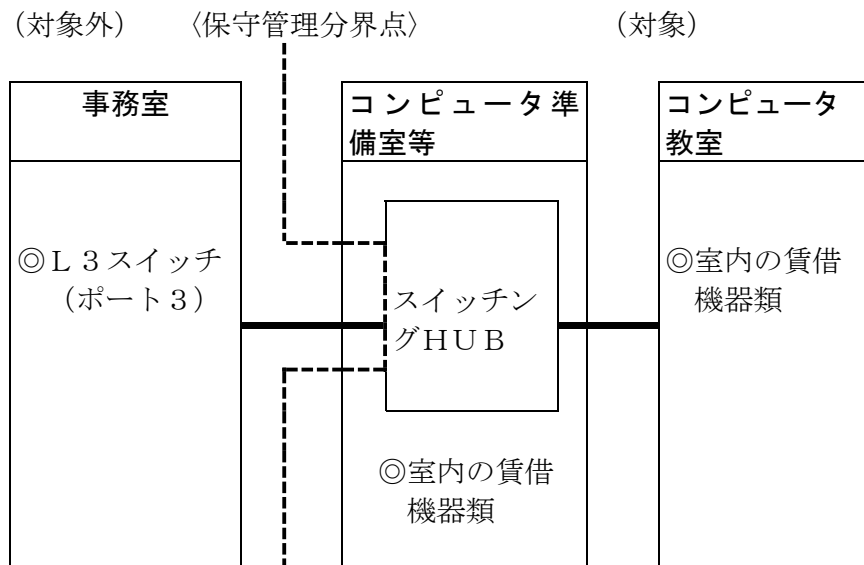 （対象外）　〈保守管理分界点〉　（対象）
事務室
コンピュータ準
備室等
コンピュータ
教室
◎Ｌ３スイッチ
（ポート３）
スイッチン
グＨＵＢ
◎室内の賃借
機器類
◎室内の賃借
機器類